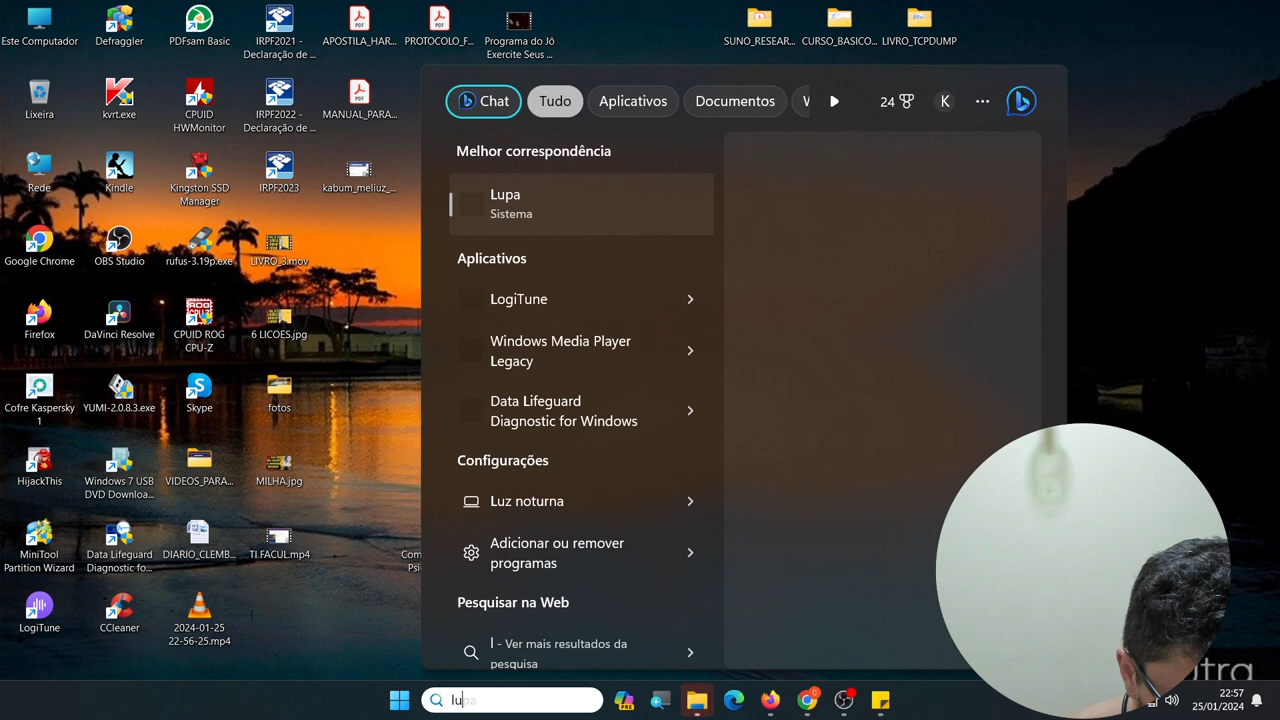 Este Computador
Defraggler
PDFsam Basic
IRPF2021 -
Declaração de ...
APOSTILA_HAR...
PROTOCOLO_F...
Programa do Jô
Exercite Seus ...
SUNO_RESEAR...
CURSO_BASICO...
LIVRO_TCPDUMP
Lixeira
kvrt.exe
CPUID
HWMonitor
IRPF2022 -
Declaração de ...
MANUAL_PARA...
Rede
Kindle
Kingston SSD
Manager
IRPF2023
kabum_meliuz_...
Google Chrome
OBS Studio
rufus-3.19p.exe
LIVRO_3.mov
Firefox
DaVinci Resolve
CPUID ROG
CPU-Z
6 LICOES.jpg
Cofre Kaspersky
1
YUMI-2.0.8.3.exe
Skype
fotos
HijackThis
Windows 7 USB
DVD Downloa...
VIDEOS_PARA...
MILHA.jpg
MiniTool
Partition Wizard
Data Lifeguard
Diagnostic fo...
DIARIO_CLEMB...
TI.FACUL.mp4
LogiTune
CCleaner
2024-01-25
22-56-25.mp4
Chat
Tudo
Aplicativos
Documentos
24
K
Melhor correspondência
Lupa
Sistema
Aplicativos
LogiTune
Windows Media Player
Legacy
Data Lifeguard
Diagnostic for Windows
Configurações
Luz noturna
Adicionar ou remover
programas
Pesquisar na Web
l - Ver mais resultados da
pesquisa
lupa
22:57
25/01/2024